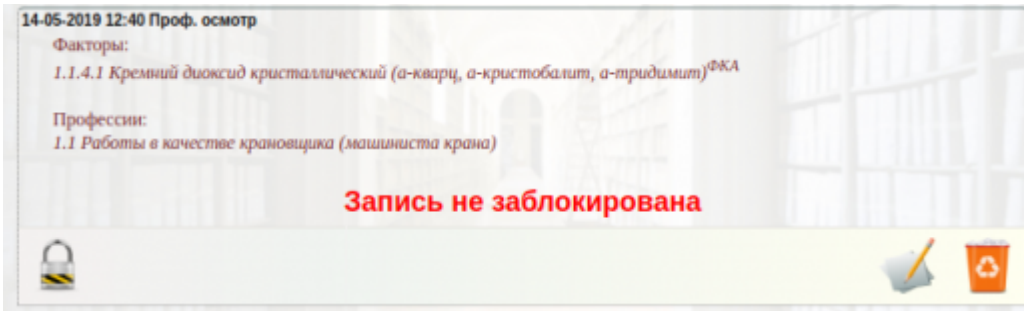 14-05-2019 12:40 Проф. осмотр
Факторы:
1.1.4.1 Кремний диоксид кристаллический (а-кварц, а-кристобалит, а-тридимит)ФКА
Профессии:
1.1 Работы в качестве крановщика (машиниста крана)
Запись не заблокирована